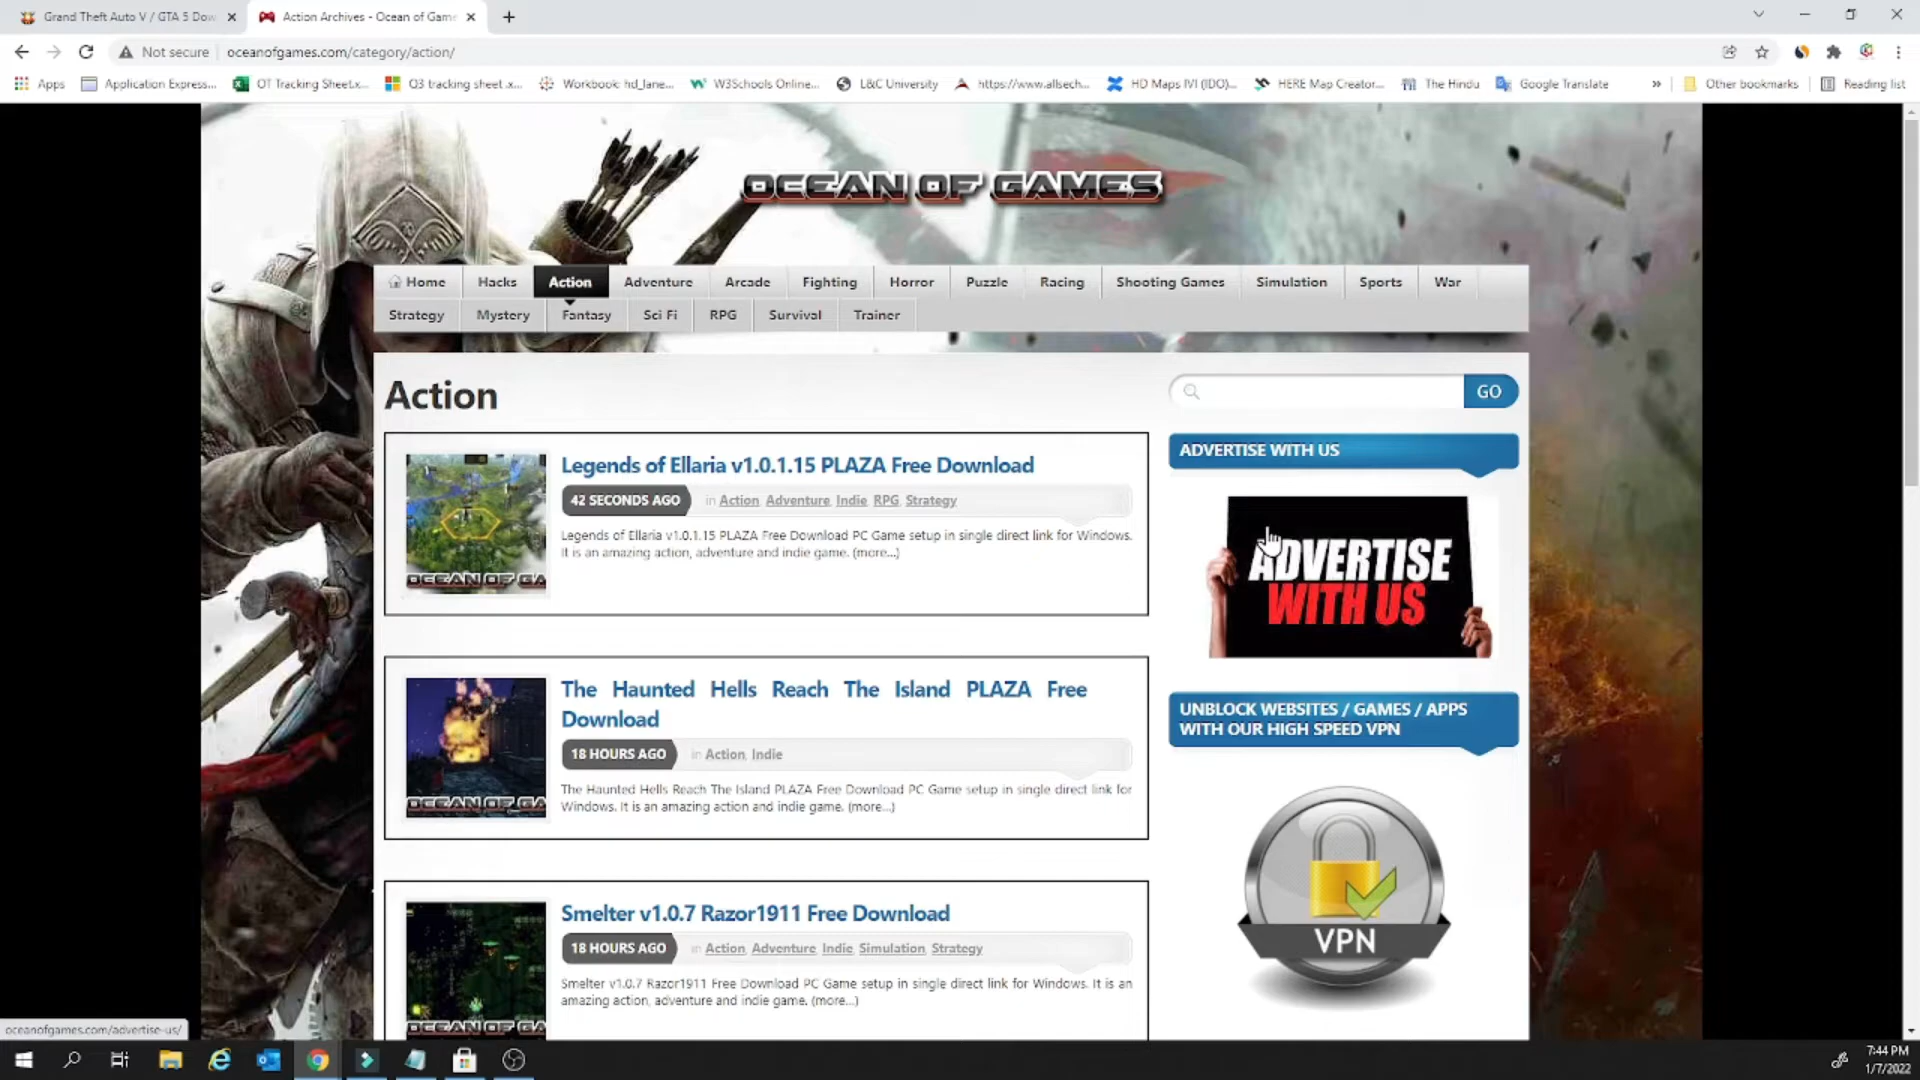 Grand Theft Auto V / GTA 5 Dow
Action Archives - Ocean of Game
Not secure
oceanofgames.com/category/action/
Apps
Application Express...
OT Tracking Sheet.x...
Q3 tracking sheet .x...
Workbook: hd_lane...
W3Schools Online...
L&C University
https://www.allsech...
HD Maps IVI (IDO)...
HERE Map Creator...
The Hindu
Google Translate
»
Other bookmarks
Reading list
OCEAN OF GAMES
Home
Hacks
Action
Adventure
Arcade
Fighting
Horror
Puzzle
Racing
Shooting Games
Simulation
Sports
War
Strategy
Mystery
Fantasy
Sci Fi
RPG
Survival
Trainer
Action
GO
Legends of Ellaria v1.0.1.15 PLAZA Free Download
42 SECONDS AGO
in Action, Adventure, Indie, RPG, Strategy
Legends of Ellaria v1.0.1.15 PLAZA Free Download PC Game setup in single direct link for Windows.
It is an amazing action, adventure and indie game. (more...)
OCEAN OF GA
The Haunted Hells Reach The Island PLAZA Free
Download
18 HOURS AGO
in Action, Indie
The Haunted Hells Reach The Island PLAZA Free Download PC Game setup in single direct link for
Windows. It is an amazing action and indie game. (more...)
OCEAN OF GA
Smelter v1.0.7 Razor1911 Free Download
18 HOURS AGO
in Action, Adventure, Indie, Simulation, Strategy
Smelter v1.0.7 Razor1911 Free Download PC Game setup in single direct link for Windows. It is an
amazing action, adventure and indie game. (more...)
OCEAN OF GA
ADVERTISE WITH US
ADVERTISE
WITH US
UNBLOCK WEBSITES / GAMES / APPS
WITH OUR HIGH SPEED VPN
VPN
oceanofgames.com/advertise-us/
7:44 PM
1/7/2022